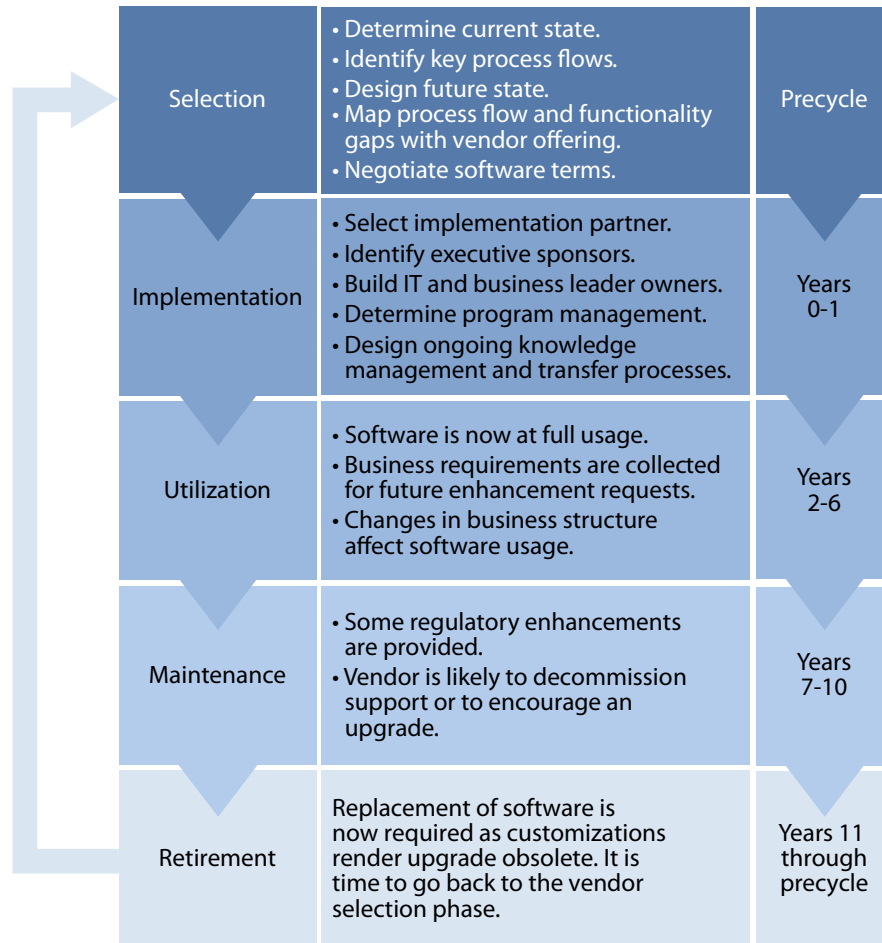 Selection
• Determine current state.
• Identify key process flows.
• Design future state.
• Map process flow and functionality
gaps with vendor offering.
• Negotiate software terms.
Precycle
Implementation
• Select implementation partner.
• Identify executive sponsors.
• Build IT and business leader owners.
• Determine program management.
• Design ongoing knowledge
management and transfer processes.
Years
0-1
Utilization
• Software is now at full usage.
• Business requirements are collected
for future enhancement requests.
• Changes in business structure
affect software usage.
Years
2-6
Maintenance
• Some regulatory enhancements
are provided.
• Vendor is likely to decommission
support or to encourage an
upgrade.
Years
7-10
Retirement
Replacement of software is
now required as customizations
render upgrade obsolete. It is
time to go back to the vendor
selection phase.
Years 11
through
precycle